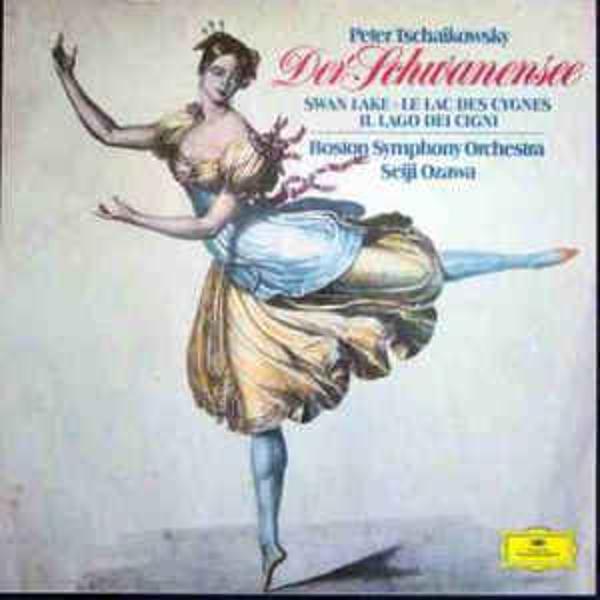 Peter Tschaikowsky
Der Schwanensee
SWAN LAKE · LE LAC DES CYGNES
IL LAGO DEI CIGNI
Boston Symphony Orchestra
Seiji Ozawa